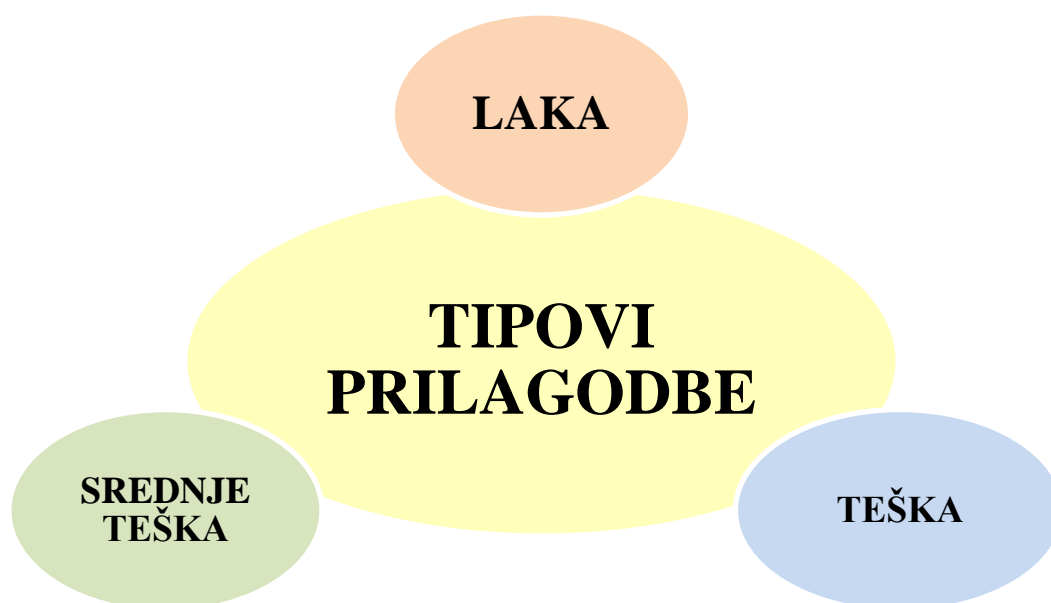 LAKA
TIPOVI
PRILAGODBE
SREDNJE
TEŠKA
TEŠKA